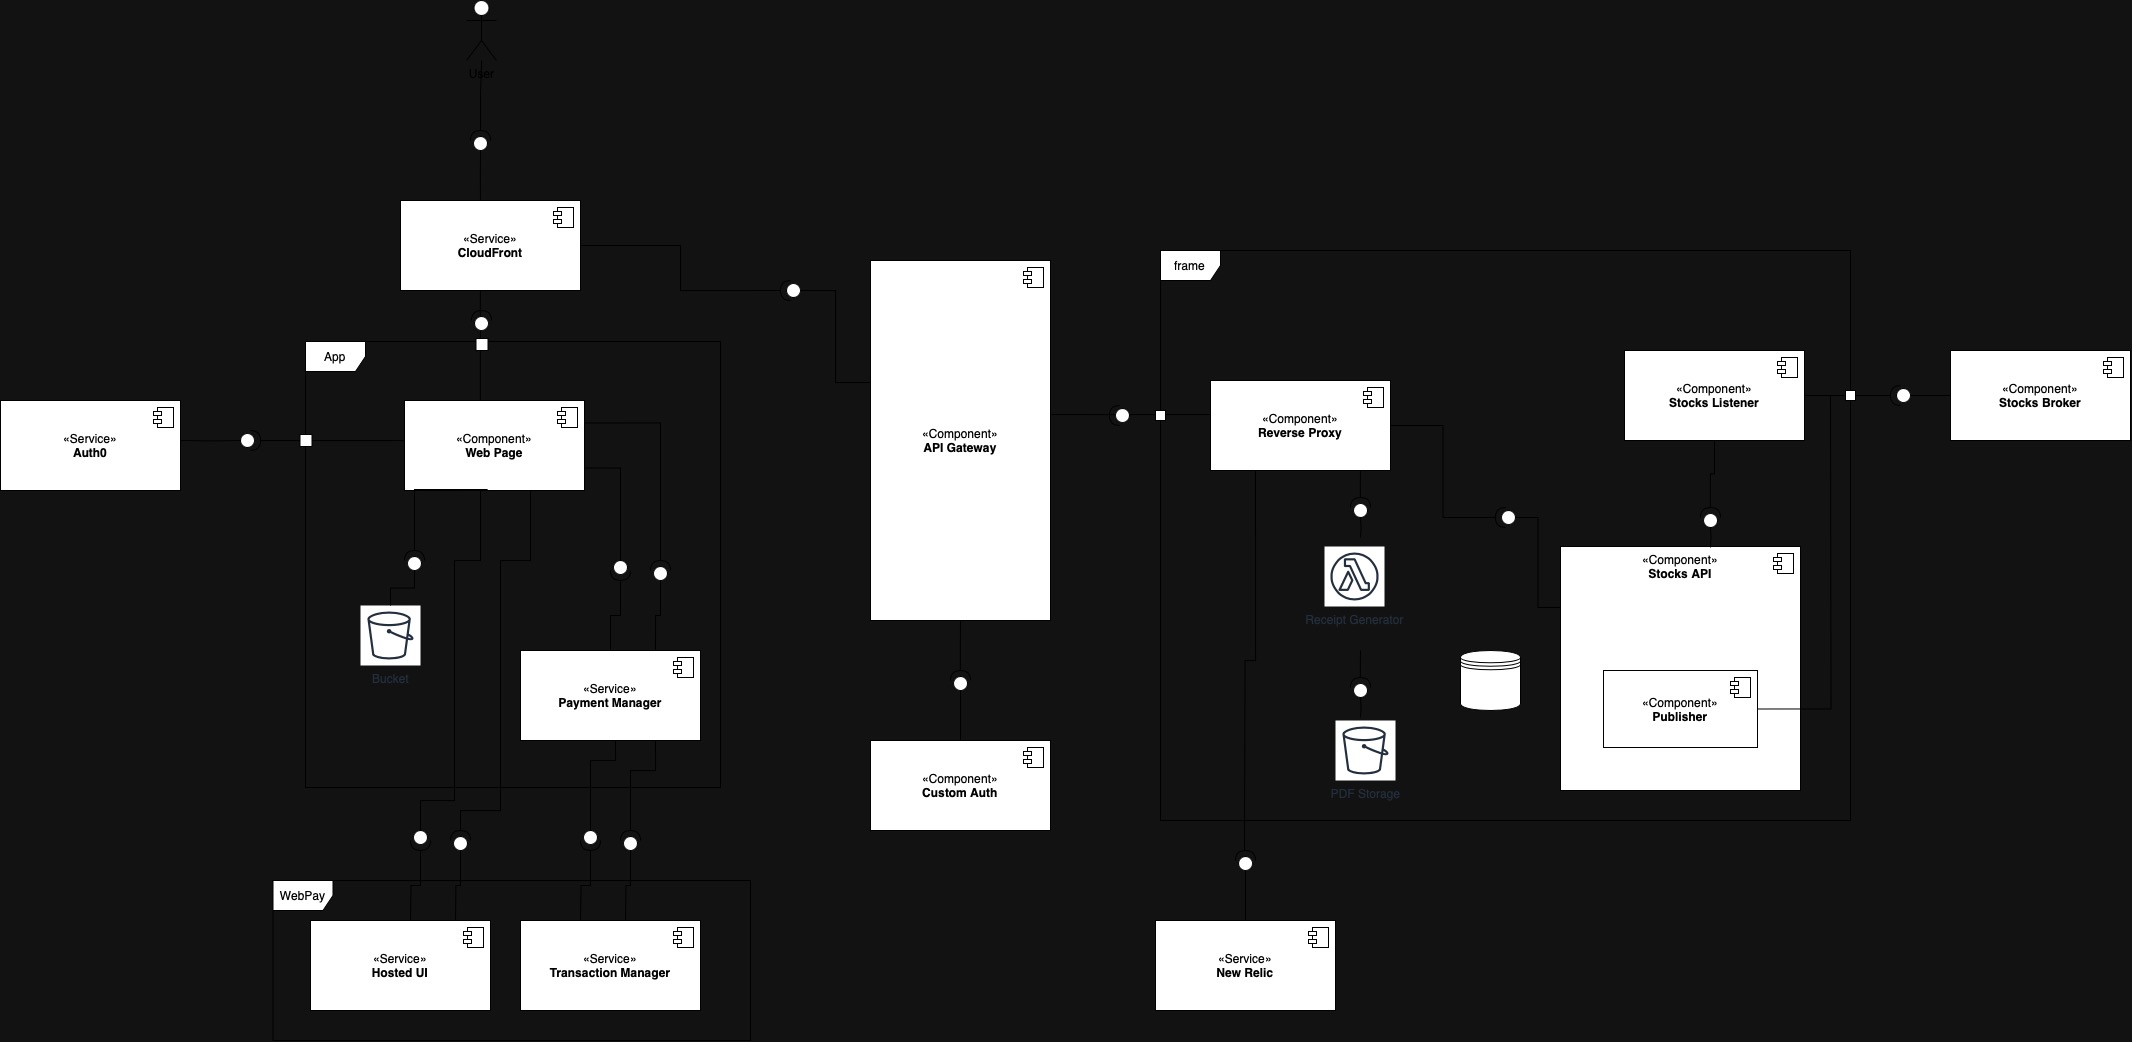 User
«Service»
CloudFront
App
«Service»
Auth0
«Component»
Web Page
Bucket
«Service»
Payment Manager
WebPay
«Service»
Hosted UI
«Service»
Transaction Manager
«Component»
API Gateway
«Component»
Custom Auth
frame
«Component»
Reverse Proxy
Receipt Generator
PDF Storage
«Component»
Stocks Listener
«Component»
Stocks API
«Component»
Publisher
«Component»
Stocks Broker
«Service»
New Relic